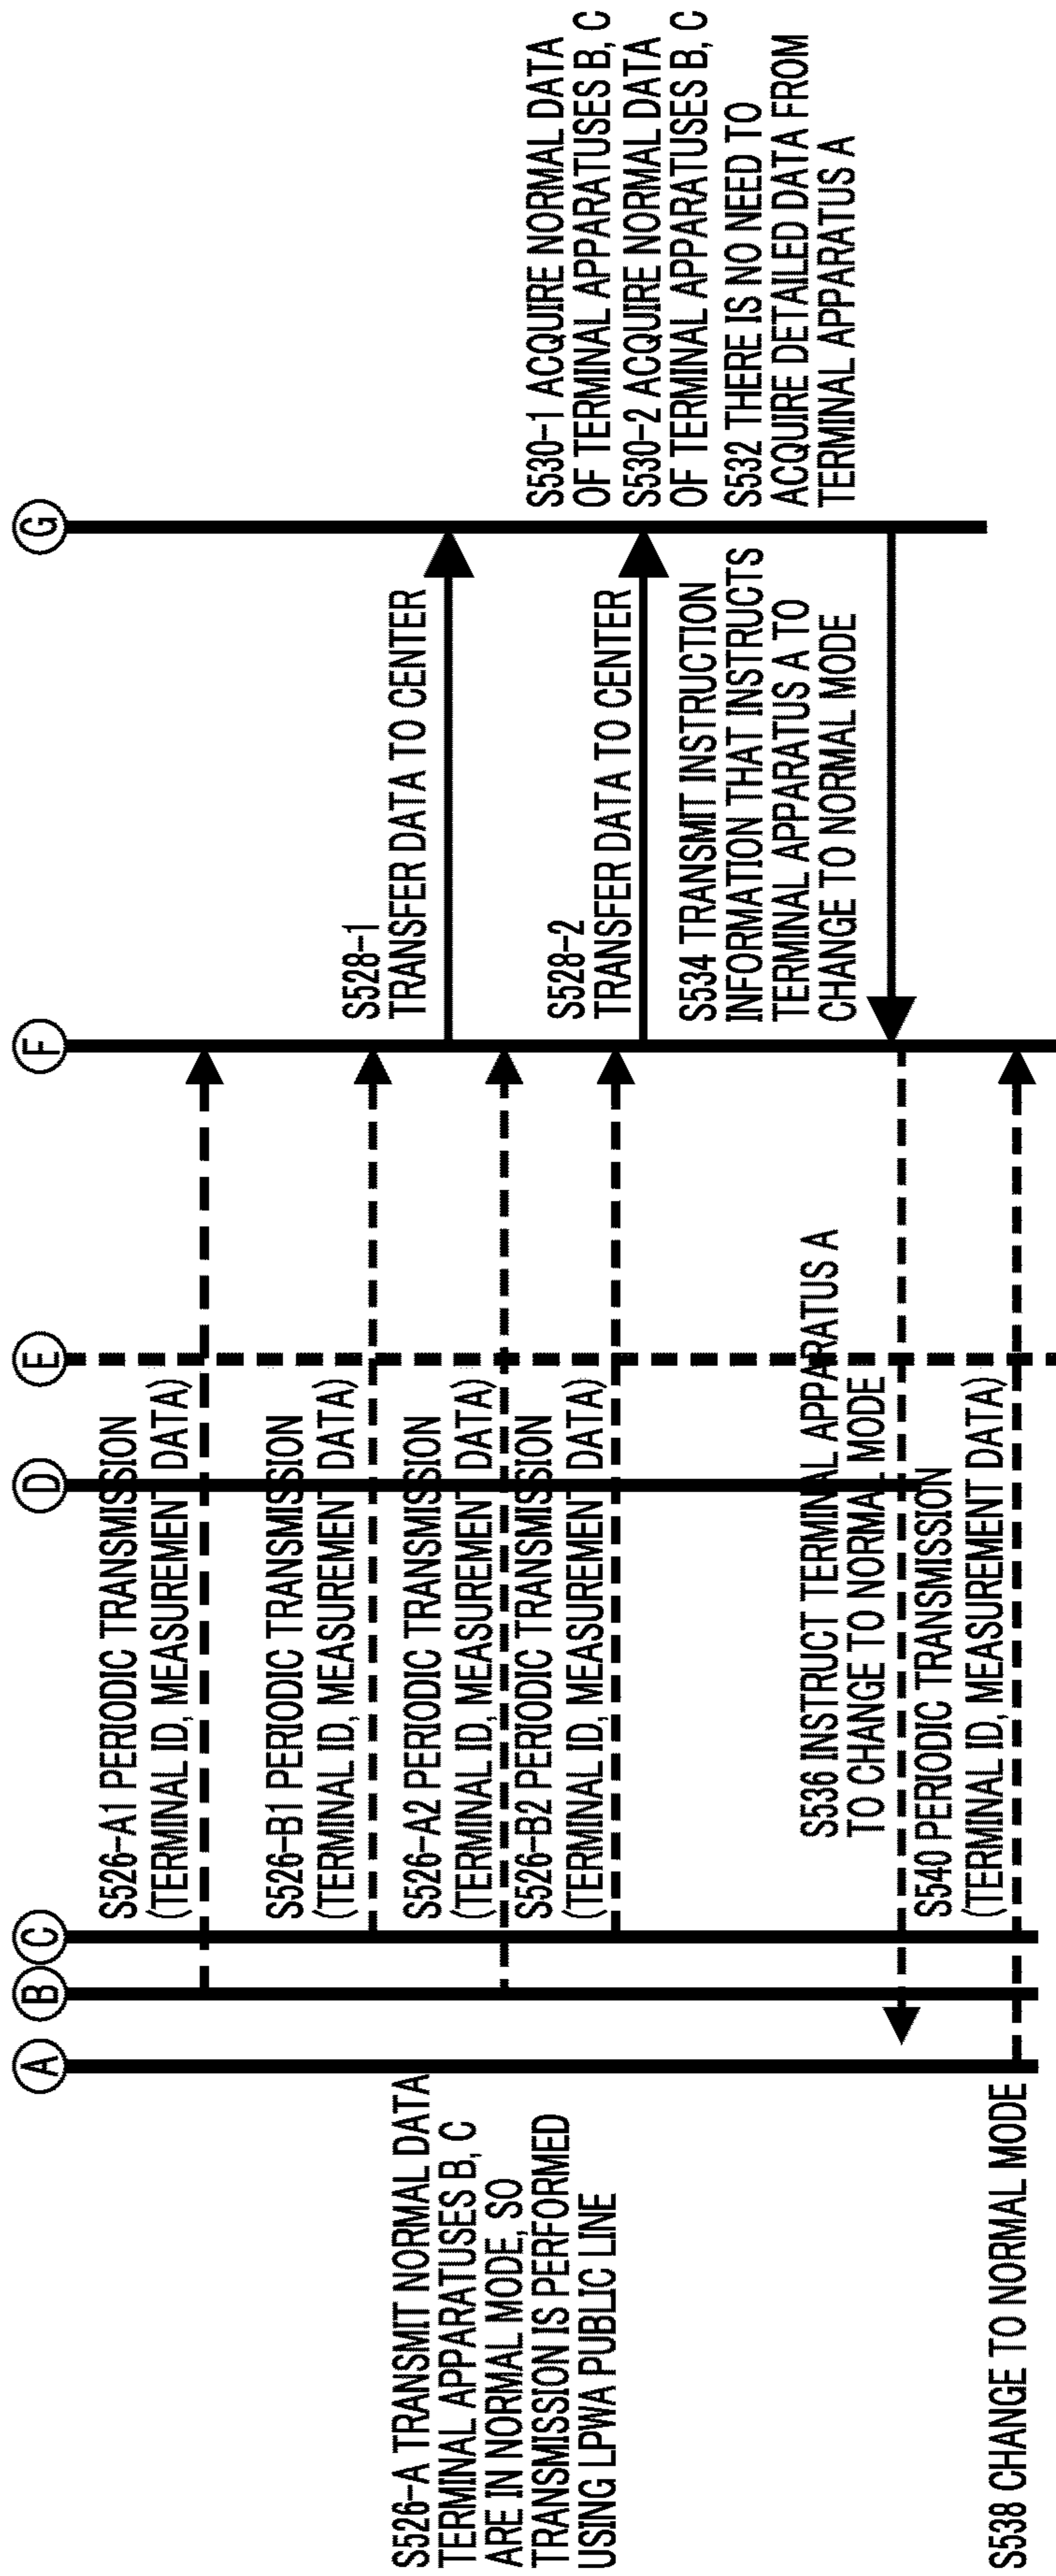 A
B
C
D
E
F
G
S526-A1 PERIODIC TRANSMISSION
(TERMINAL ID, MEASUREMENT DATA)
S526-B1 PERIODIC TRANSMISSION
(TERMINAL ID, MEASUREMENT DATA)
S526-A TRANSMIT NORMAL DATA
TERMINAL APPARATUSES B, C
ARE IN NORMAL MODE, SO
TRANSMISSION IS PERFORMED
USING LPWA PUBLIC LINE
S528-1
TRANSFER DATA TO CENTER
S526-A2 PERIODIC TRANSMISSION
(TERMINAL ID, MEASUREMENT DATA)
S526-B2 PERIODIC TRANSMISSION
(TERMINAL ID, MEASUREMENT DATA)
S530-1 ACQUIRE NORMAL DATA
OF TERMINAL APPARATUSES B, C
S528-2
TRANSFER DATA TO CENTER
S530-2 ACQUIRE NORMAL DATA
OF TERMINAL APPARATUSES B, C
S532 THERE IS NO NEED TO
ACQUIRE DETAILED DATA FROM
TERMINAL APPARATUS A
S534 TRANSMIT INSTRUCTION
INFORMATION THAT INSTRUCTS
TERMINAL APPARATUS A TO
CHANGE TO NORMAL MODE
S536 INSTRUCT TERMINAL APPARATUS A
TO CHANGE TO NORMAL MODE
S538 CHANGE TO NORMAL MODE
S540 PERIODIC TRANSMISSION
(TERMINAL ID, MEASUREMENT DATA)